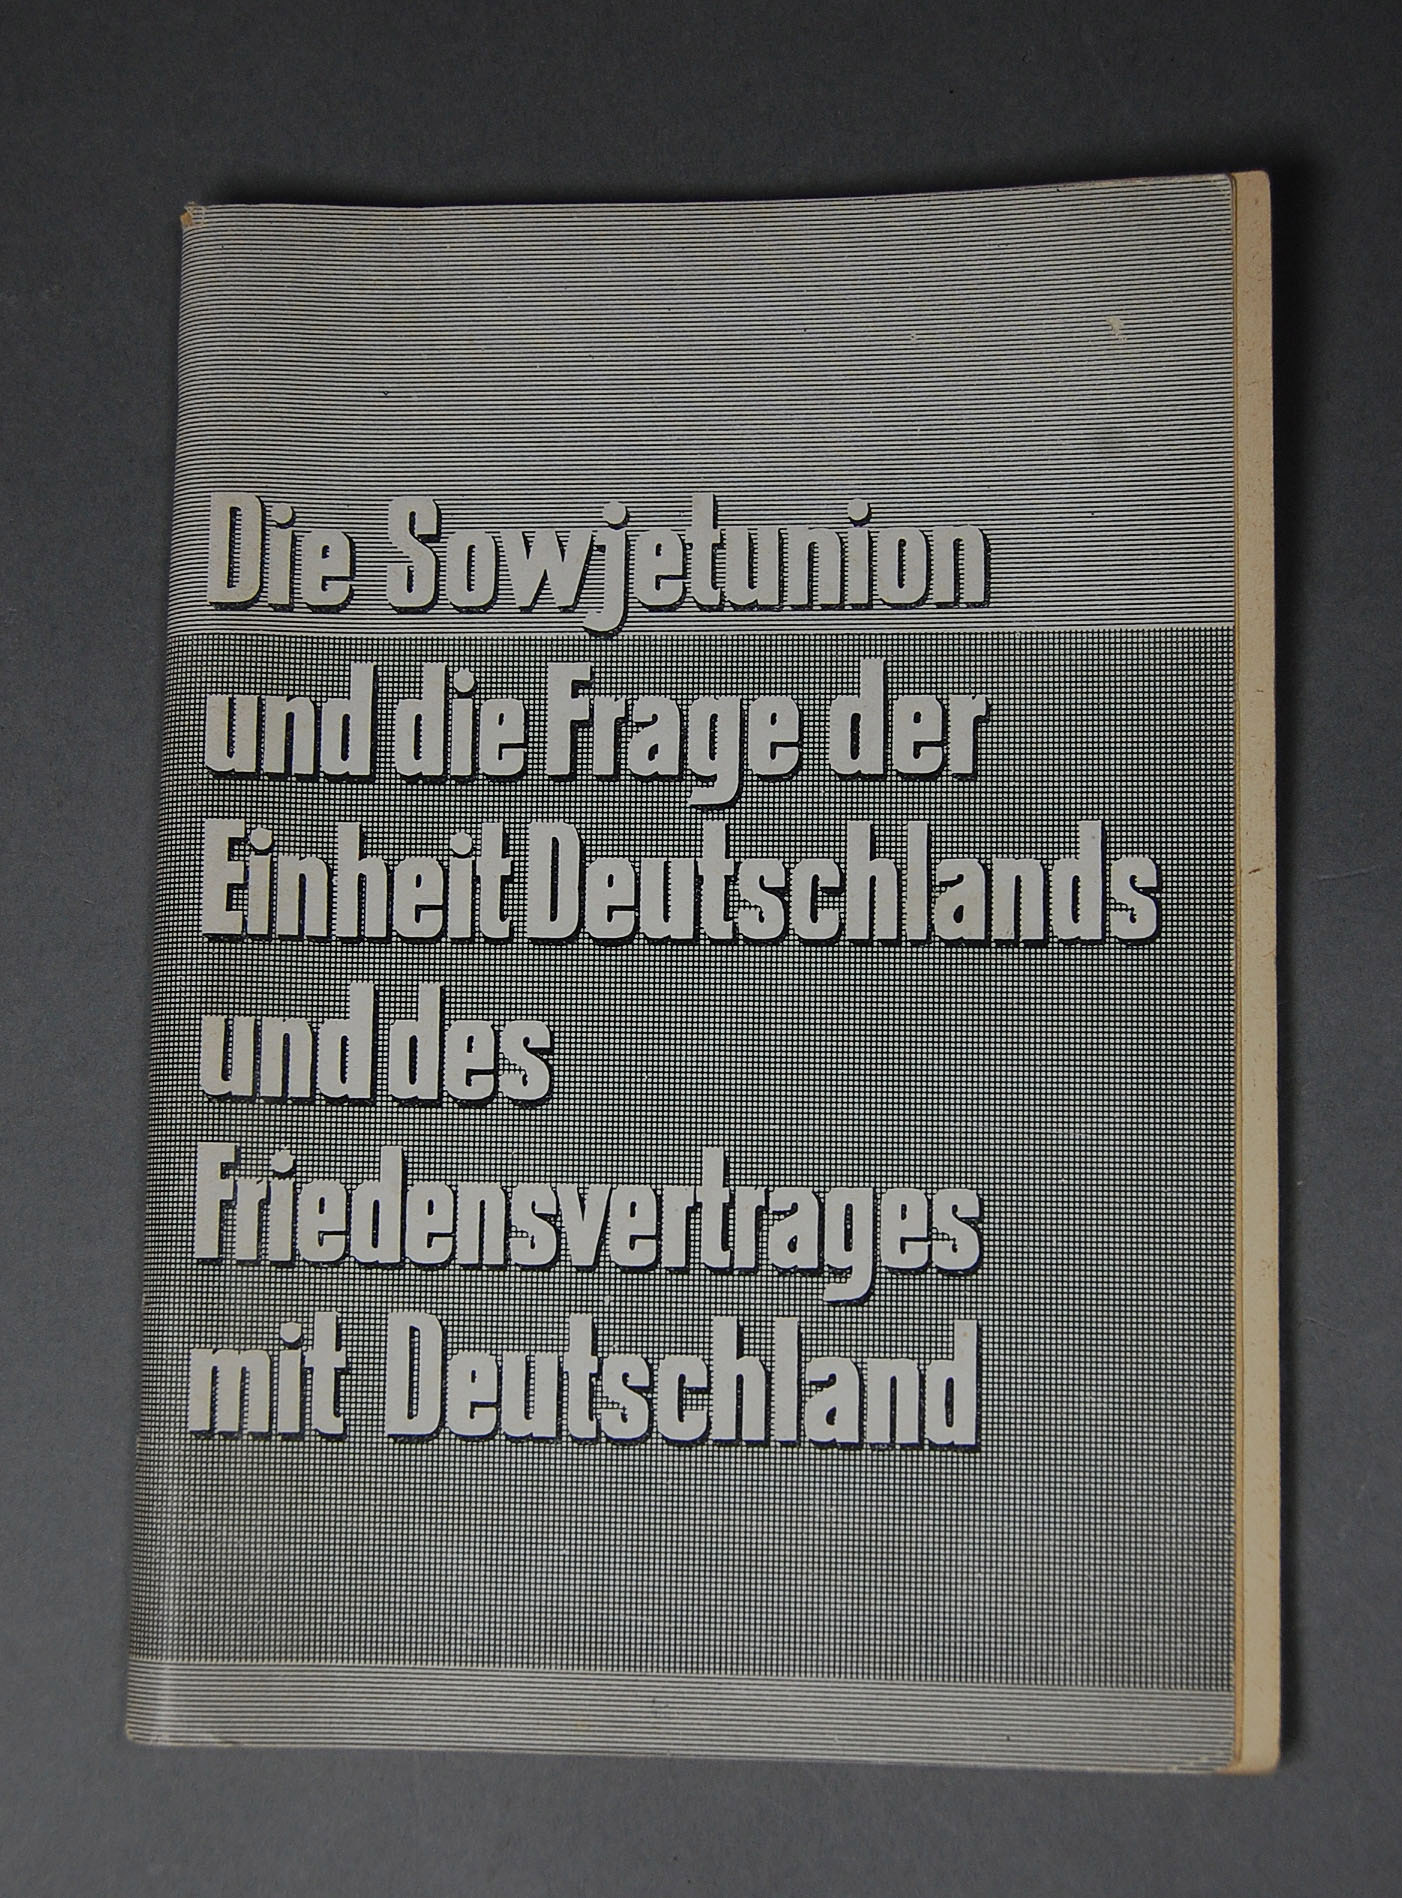 Die Sowjetunion
und die Frage der
Einheit Deutschlands
und des
Friedensvertrages
mit Deutschland